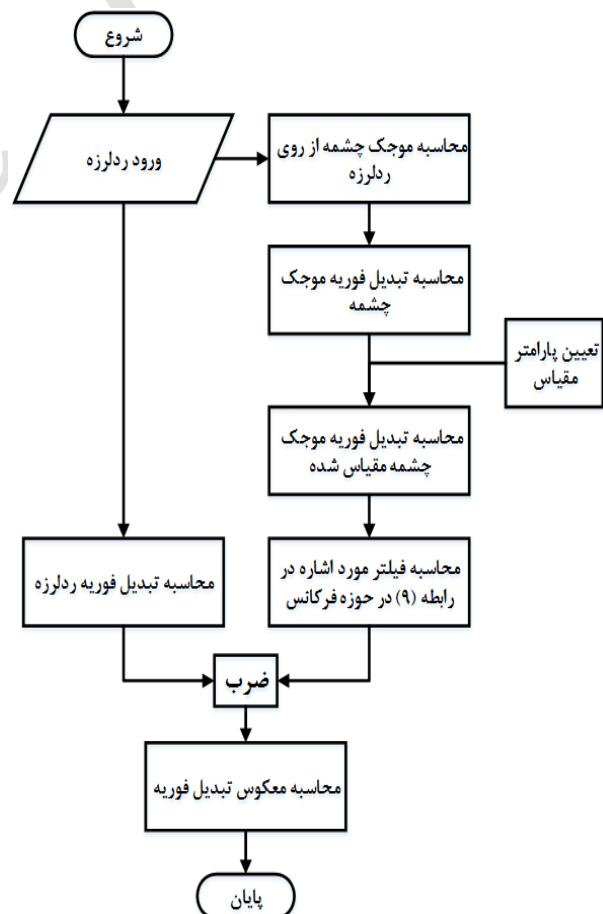 شروع
ورود ردلرزه
محاسبه موجک چشمه از روی
ردلرزه
محاسبه تبدیل فوریه موجک
چشمه
تعیین پارامتر
مقیاس
محاسبه تبدیل فوریه موجک
چشمه مقیاس شده
محاسبه تبدیل فوریه ردلرزه
محاسبه فیلتر مورد اشاره در
رابطه (۹) در حوزه فرکانس
ضرب
محاسبه معکوس تبدیل فوریه
پایان